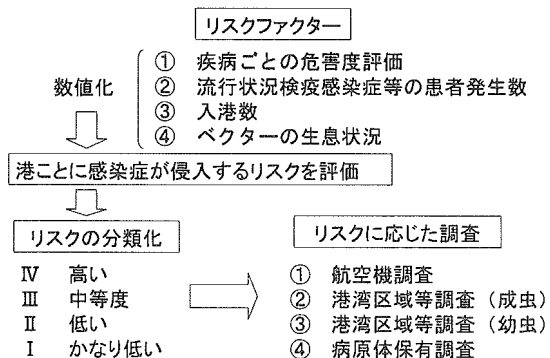 リスクファクター
① 疾病ごとの危害度評価
② 流行状況検疫感染症等の患者発生数
数値化
③ 入港数
④ ベクターの生息状況
港ことに感染症が侵入するリスクを評価
リスクの分類化
Ⅳ 高い
Ⅲ 中等度
Ⅱ 低い
Ⅰ かなり低い
リスクに応じた調査
① 航空機調査
② 港湾区域等調査（成虫）
③ 港湾区域等調査（幼虫）
④ 病原体保有調査